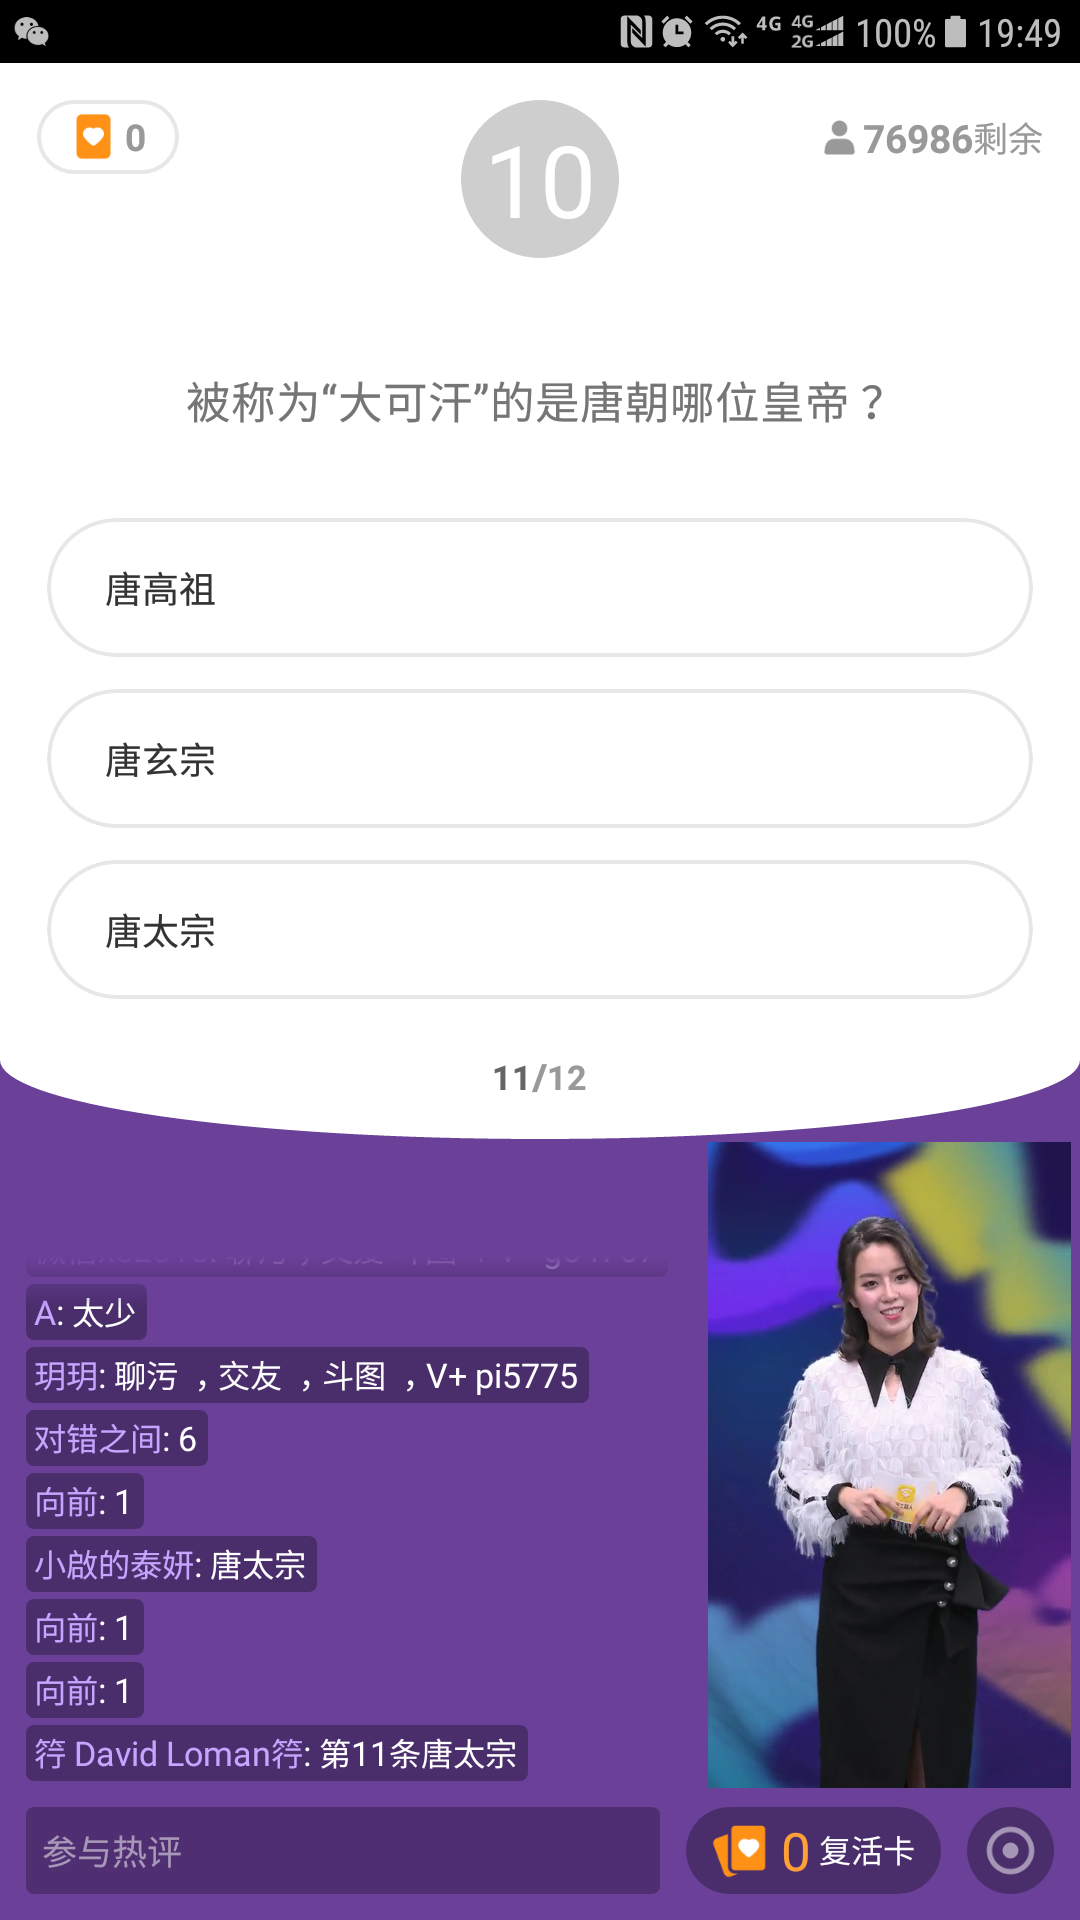 4G 4G 2G 100% 19:49
0
10
76986剩余
被称为“大可汗”的是唐朝哪位皇帝？
唐高祖
唐玄宗
唐太宗
11/12
A: 太少
玥玥: 聊污 ，交友 ，斗图 ，V+ pi5775
对错之间: 6
向前: 1
小啟的泰妍: 唐太宗
向前: 1
向前: 1
筕 David Loman筕: 第11条唐太宗
参与热评
0 复活卡